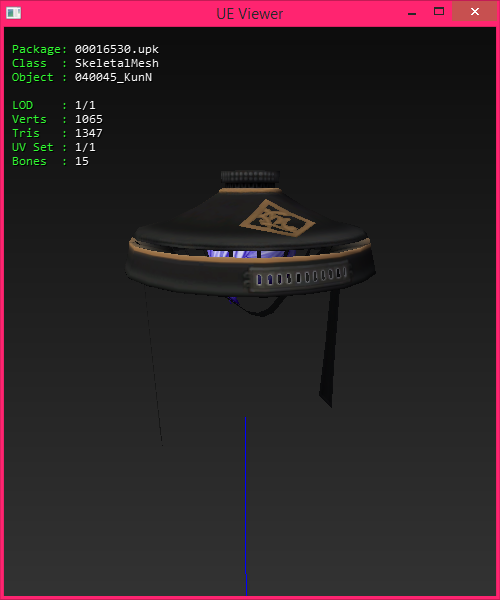 UE Viewer
Package: 00016530.upk
Class : SkeletalMesh
Object : 040045_KunN
LOD : 1/1
Verts : 1065
Tris : 1347
UV Set : 1/1
Bones : 15